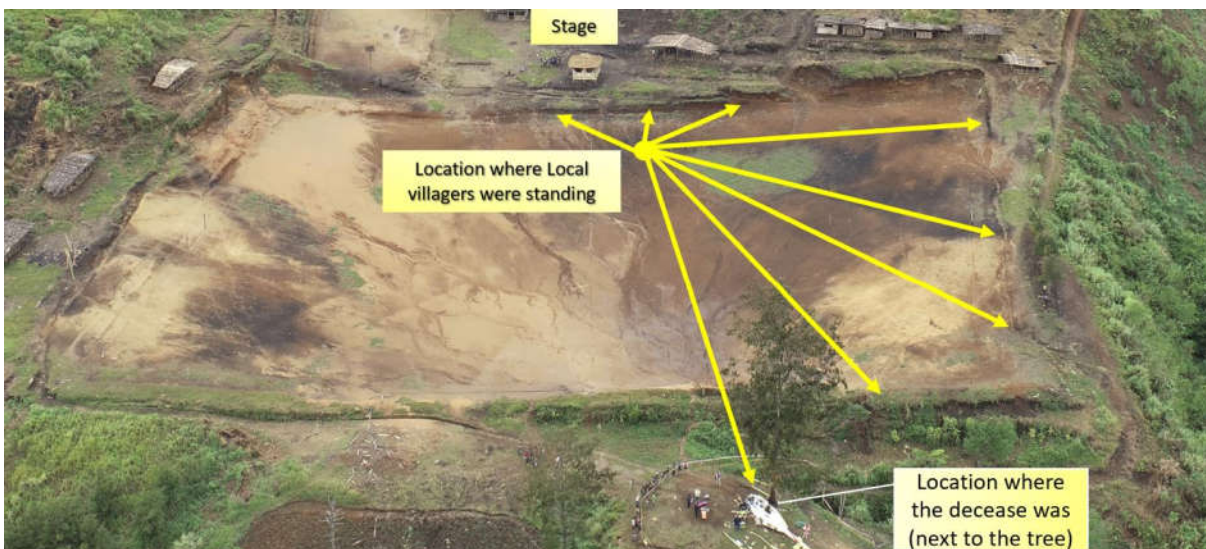 Stage
Location where Local
villagers were standing
Location where
the decease was
(next to the tree)